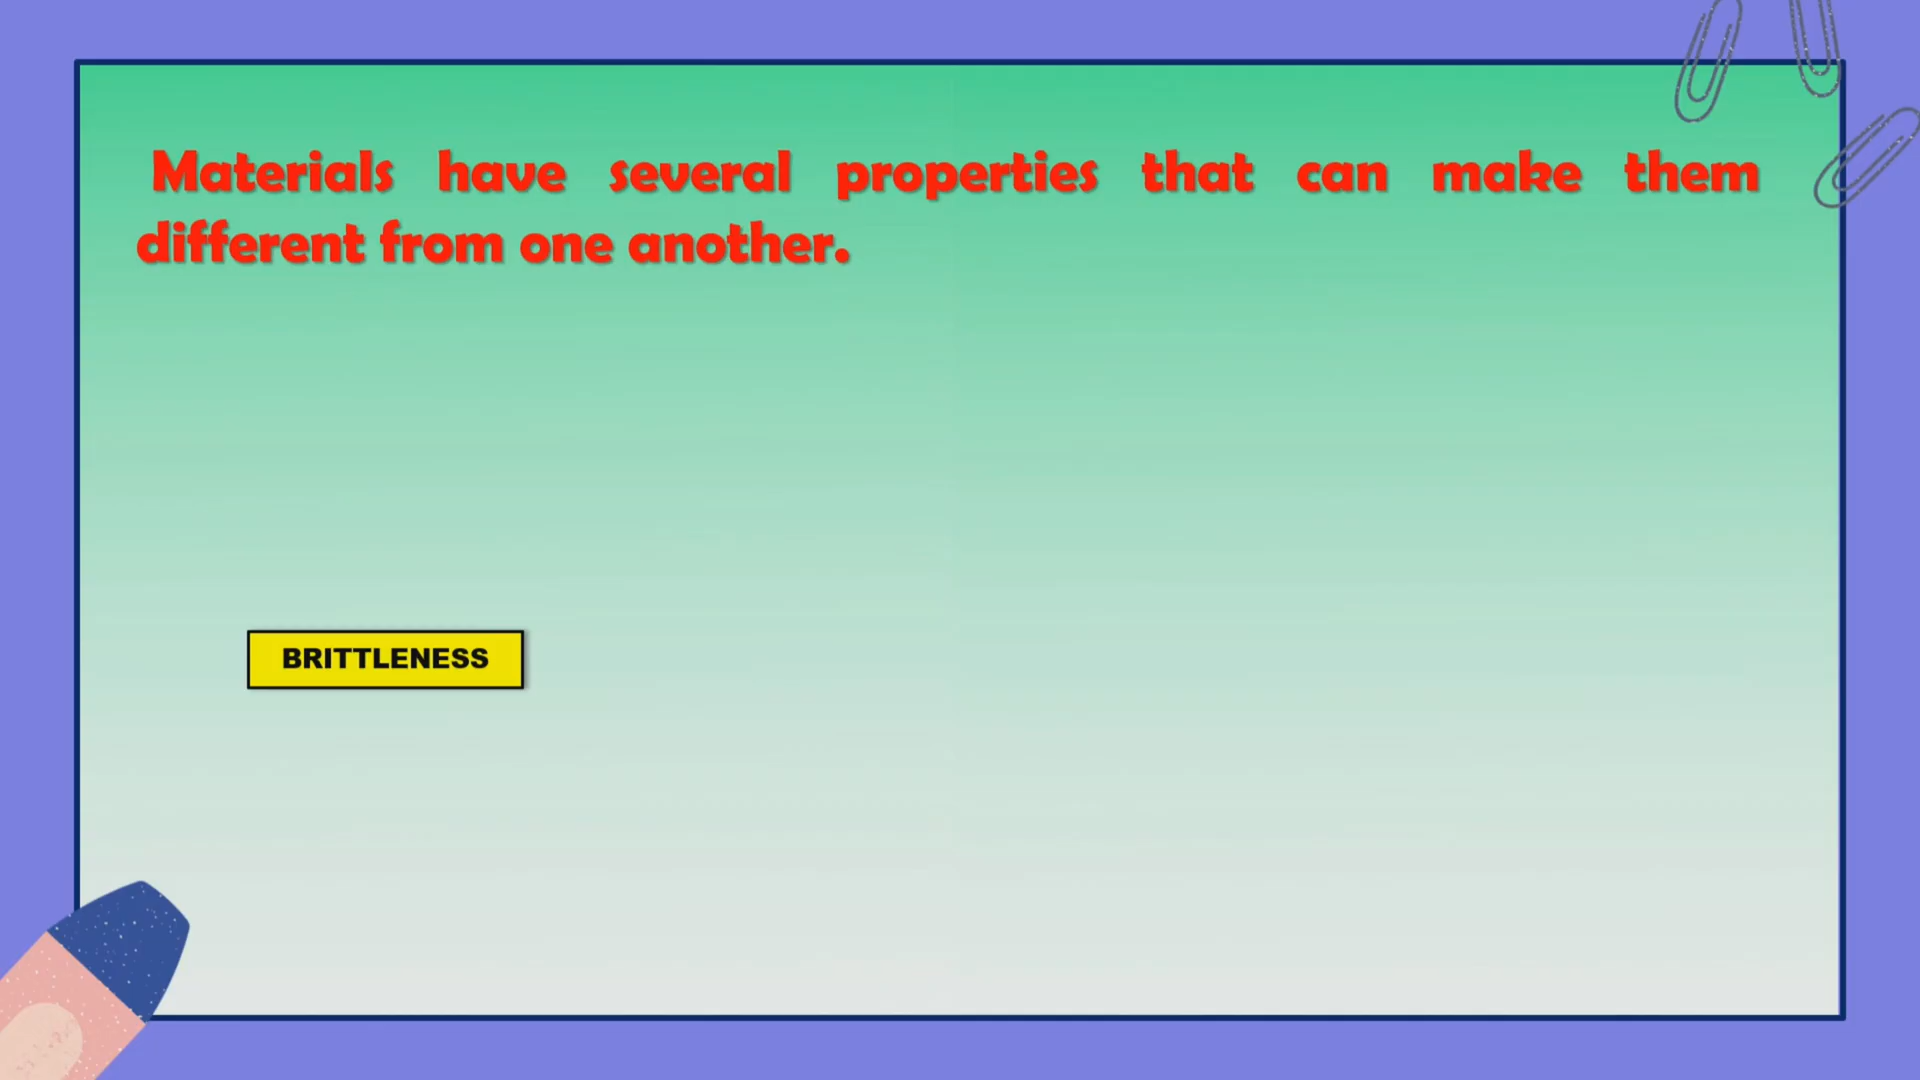 Materials have several properties that can make them
different from one another.
BRITTLENESS